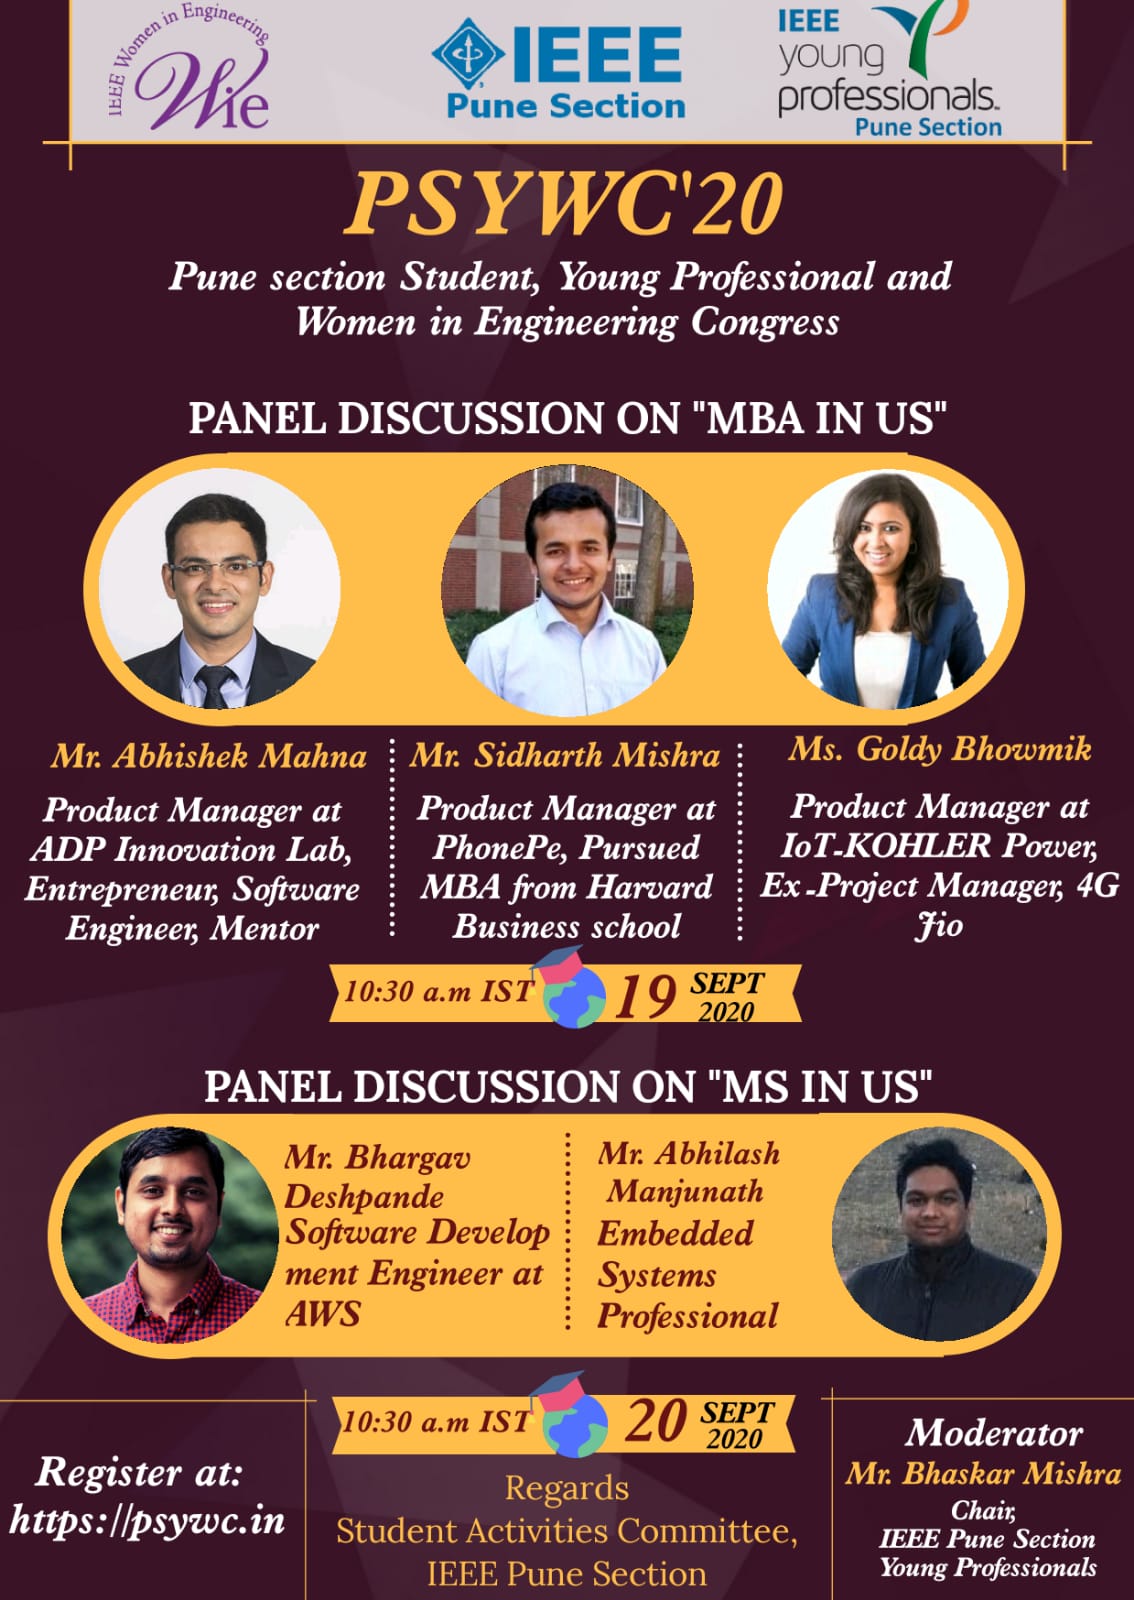 IEEE Women in Engineering
Wie
IEEE
Pune Section
IEEE
young
professionals.
Pune Section
PSYWC'20
Pune section Student, Young Professional and
Women in Engineering Congress
PANEL DISCUSSION ON "MBA IN US"
Mr. Abhishek Mahna
Product Manager at
ADP Innovation Lab,
Entrepreneur, Software
Engineer, Mentor
Mr. Sidharth Mishra
Product Manager at
PhonePe, Pursued
MBA from Harvard
Business school
Ms. Goldy Bhowmik
Product Manager at
IoT-KOHLER Power,
Ex-Project Manager, 4G
Jio
10:30 a.m IST 19 SEPT
2020
PANEL DISCUSSION ON "MS IN US"
Mr. Bhargav
Deshpande
Software Develop
ment Engineer at
AWS
Mr. Abhilash
Manjunath
Embedded
Systems
Professional
10:30 a.m IST 20 SEPT
2020
Register at:
https://psywc.in
Regards
Student Activities Committee,
IEEE Pune Section
Moderator
Mr. Bhaskar Mishra
Chair,
IEEE Pune Section
Young Professionals